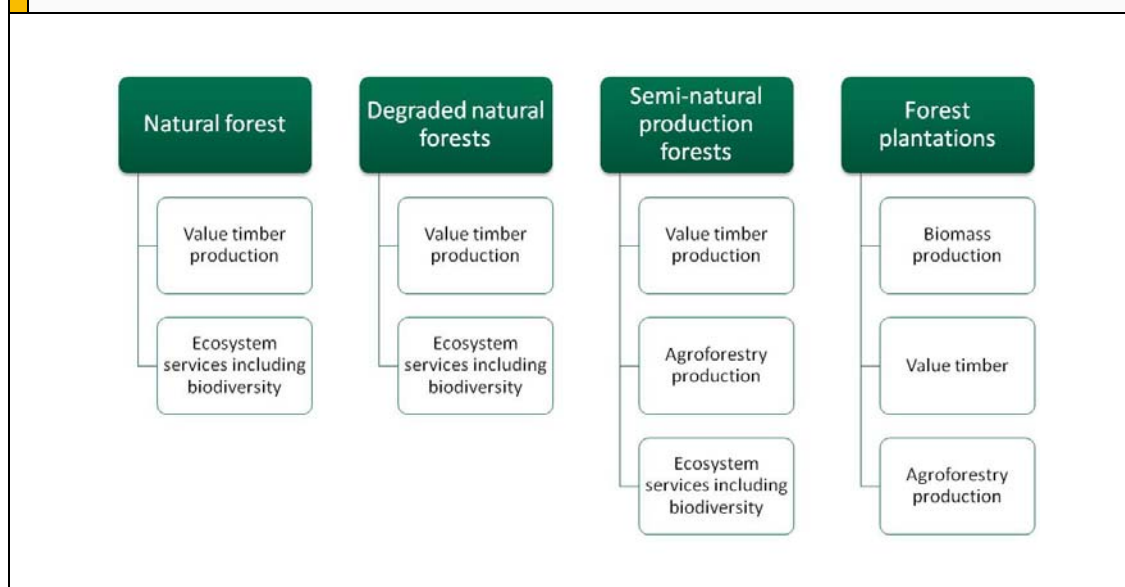 Natural forest
Value timber
production
Ecosystem
services including
biodiversity
Degraded natural
forests
Value timber
production
Ecosystem
services including
biodiversity
Semi-natural
production
forests
Value timber
production
Agroforestry
production
Ecosystem
services including
biodiversity
Forest
plantations
Biomass
production
Value timber
Agroforestry
production